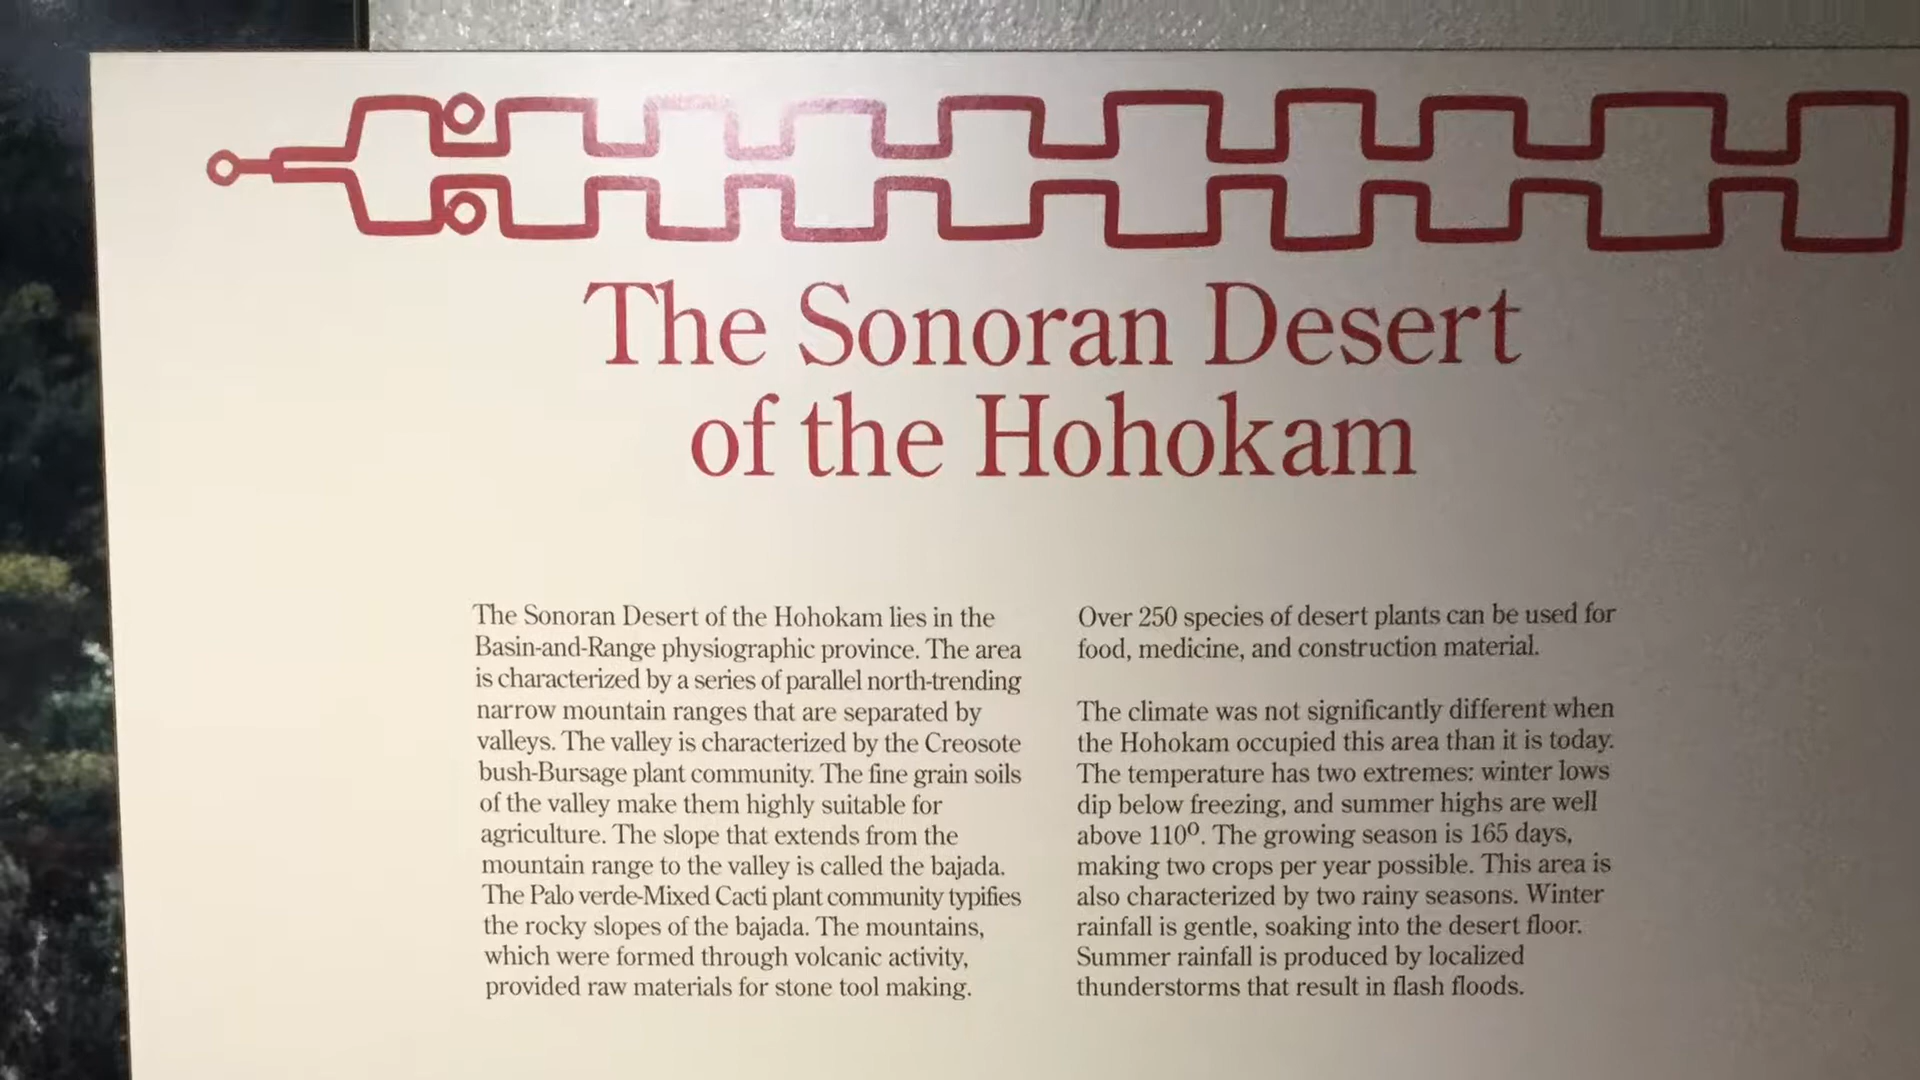 The Sonoran Desert
of the Hohokam
The Sonoran Desert of the Hohokam lies in the
Basin-and-Range physiographic province. The area
is characterized by a series of parallel north-trending
narrow mountain ranges that are separated by
valleys. The valley is characterized by the Creosote
bush-Bursage plant community. The fine grain soils
of the valley make them highly suitable for
agriculture. The slope that extends from the
mountain range to the valley is called the bajada.
The Palo verde-Mixed Cacti plant community typifies
the rocky slopes of the bajada. The mountains,
which were formed through volcanic activity,
provided raw materials for stone tool making.
Over 250 species of desert plants can be used for
food, medicine, and construction material.
The climate was not significantly different when
the Hohokam occupied this area than it is today.
The temperature has two extremes: winter lows
dip below freezing, and summer highs are well
above 110º. The growing season is 165 days,
making two crops per year possible. This area is
also characterized by two rainy seasons. Winter
rainfall is gentle, soaking into the desert floor.
Summer rainfall is produced by localized
thunderstorms that result in flash floods.